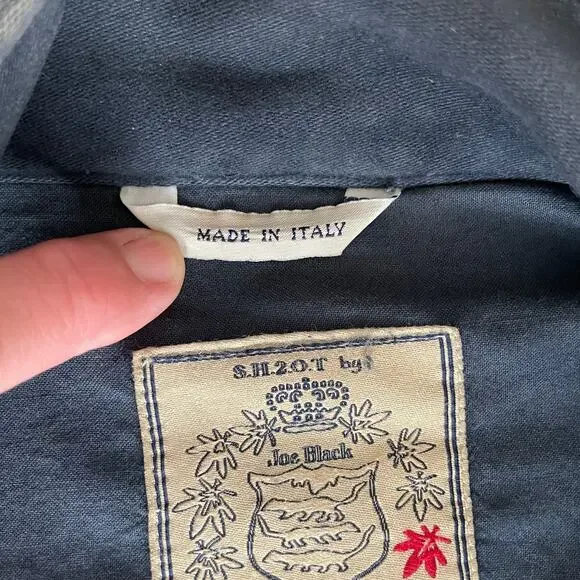 MADE IN ITALY
S.H.2.O.T by
Joe Black